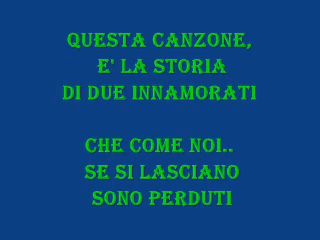 QUESTA CANZONE,
E' LA STORIA
DI DUE INNAMORATI
CHE COME NOI..
SE SI LASCIANO
SONO PERDUTI